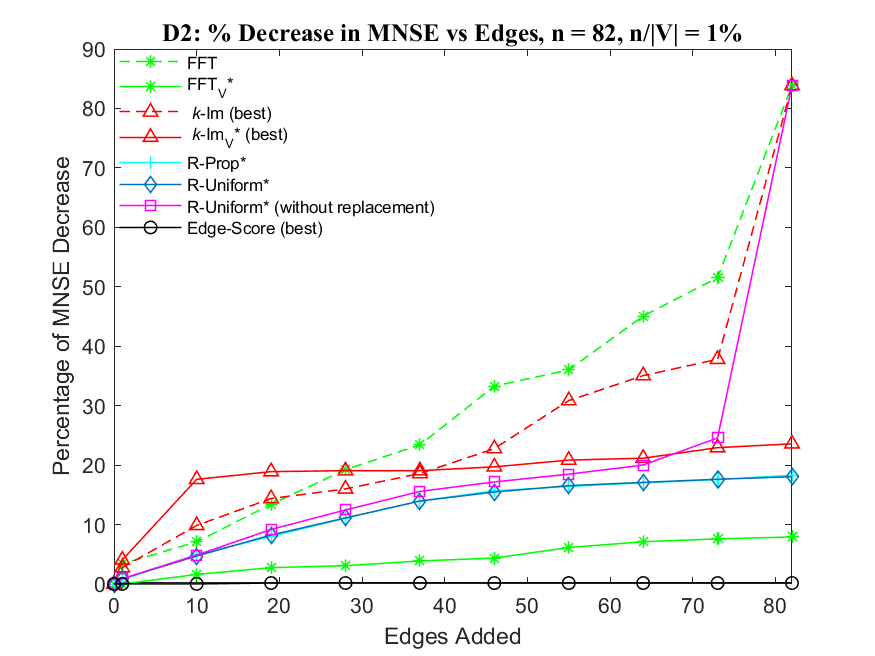 D2: % Decrease in MNSE vs Edges, n = 82, n/|V| = 1%
90
80
70
60
50
40
30
20
10
0
Percentage of MNSE Decrease
FFT
FFT_V*
k-Im (best)
k-Im_V* (best)
R-Prop*
R-Uniform*
R-Uniform* (without replacement)
Edge-Score (best)
0 10 20 30 40 50 60 70 80
Edges Added